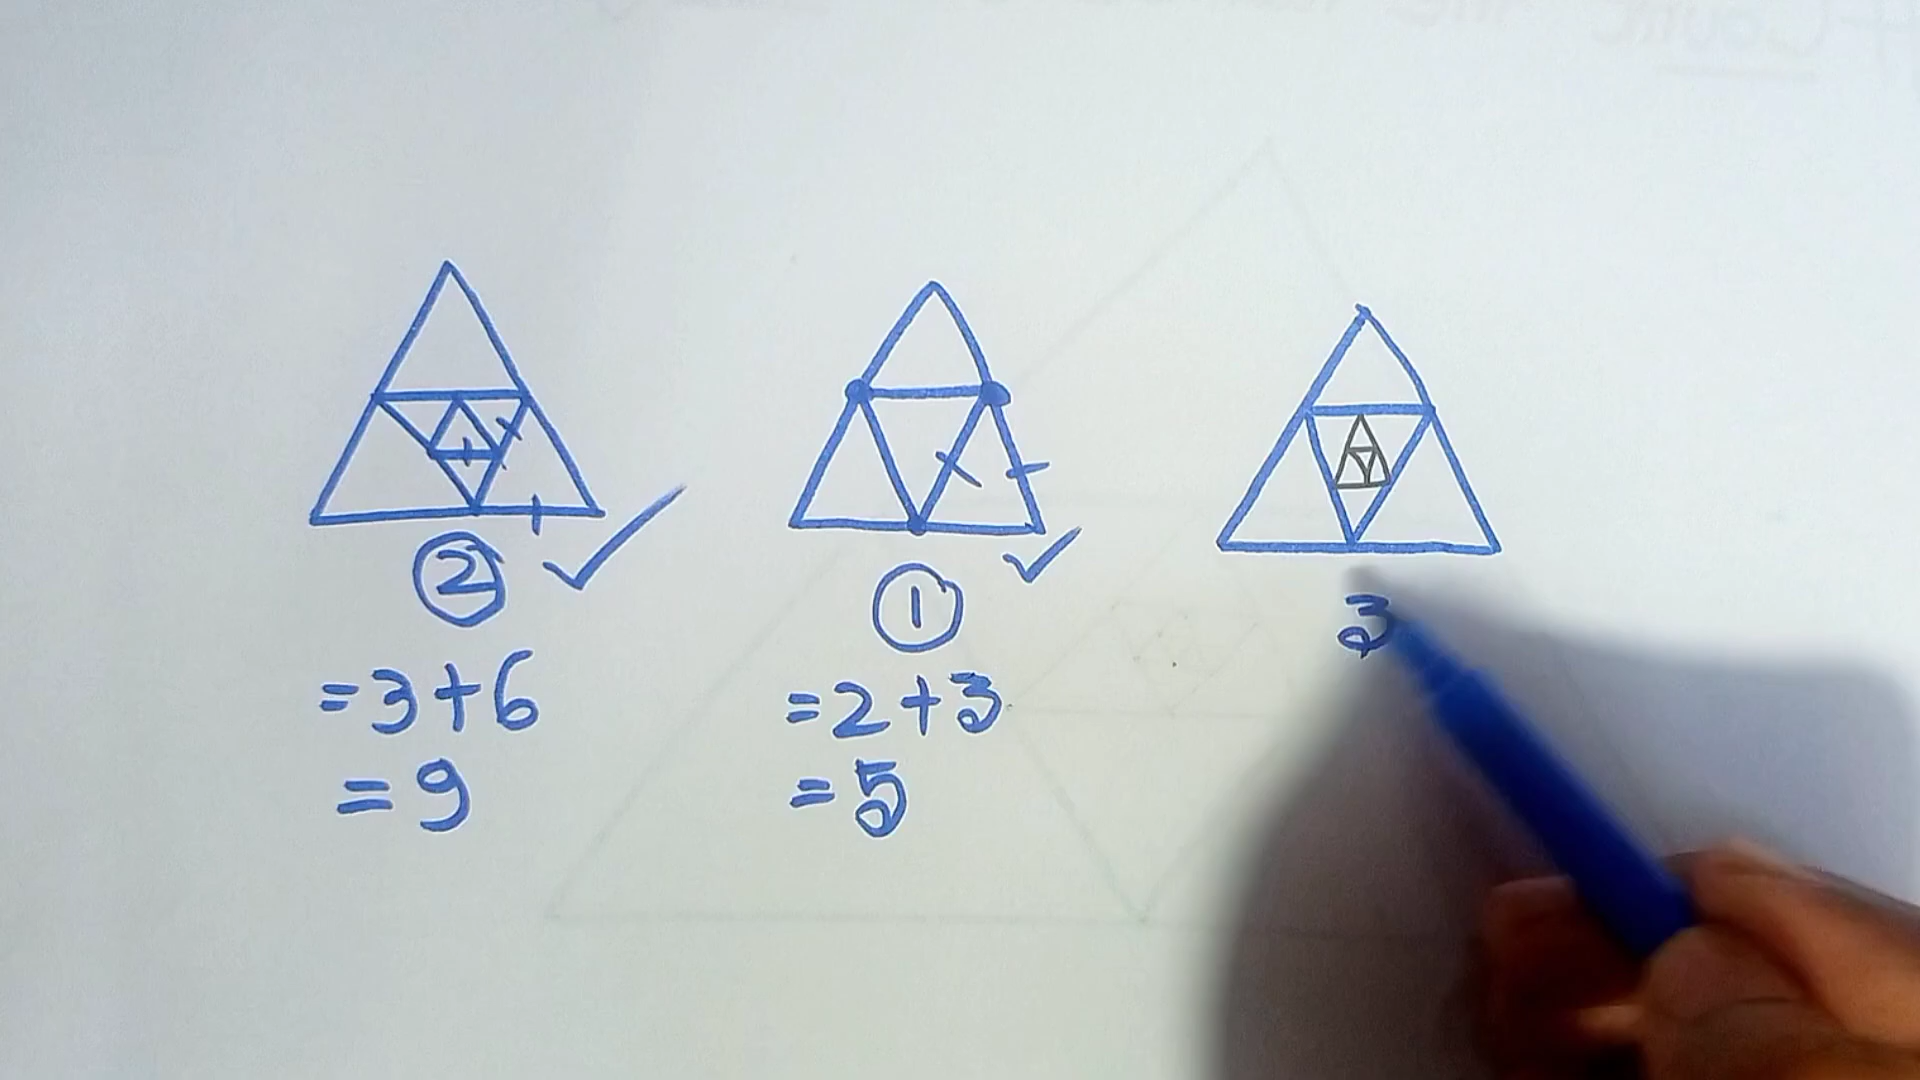 ② ① 3
=3+6 =2+3
=9 =5